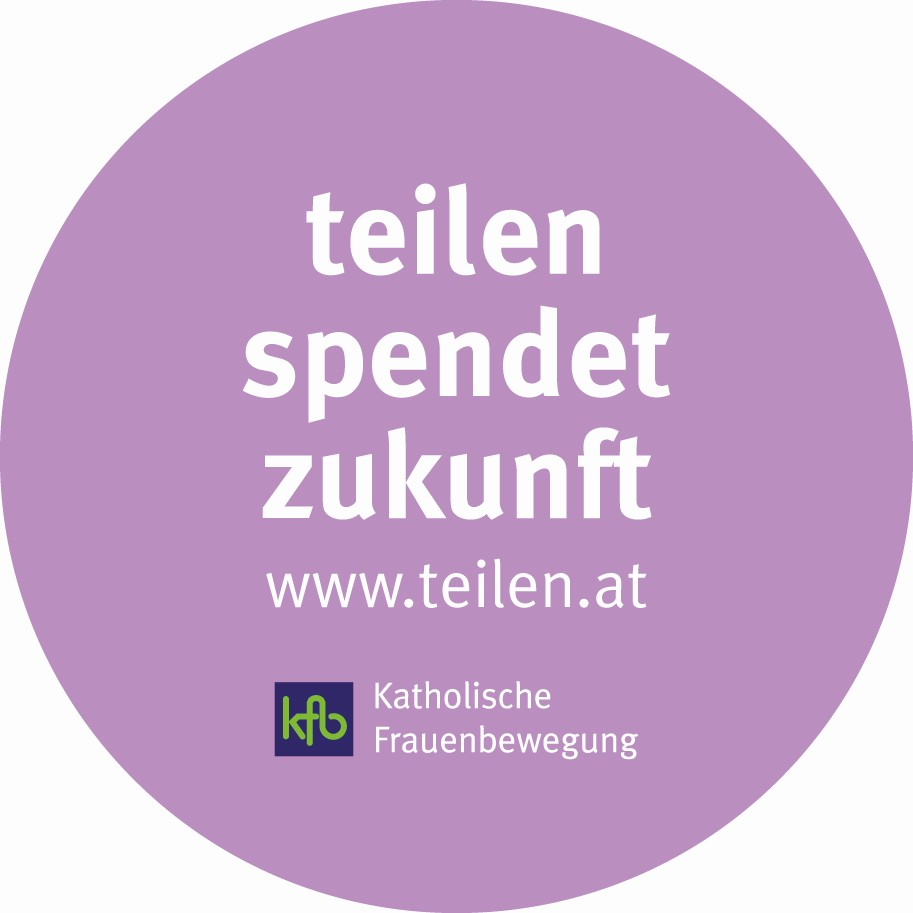 teilen
spendet
zukunft
www.teilen.at
kfb
Katholische
Frauenbewegung